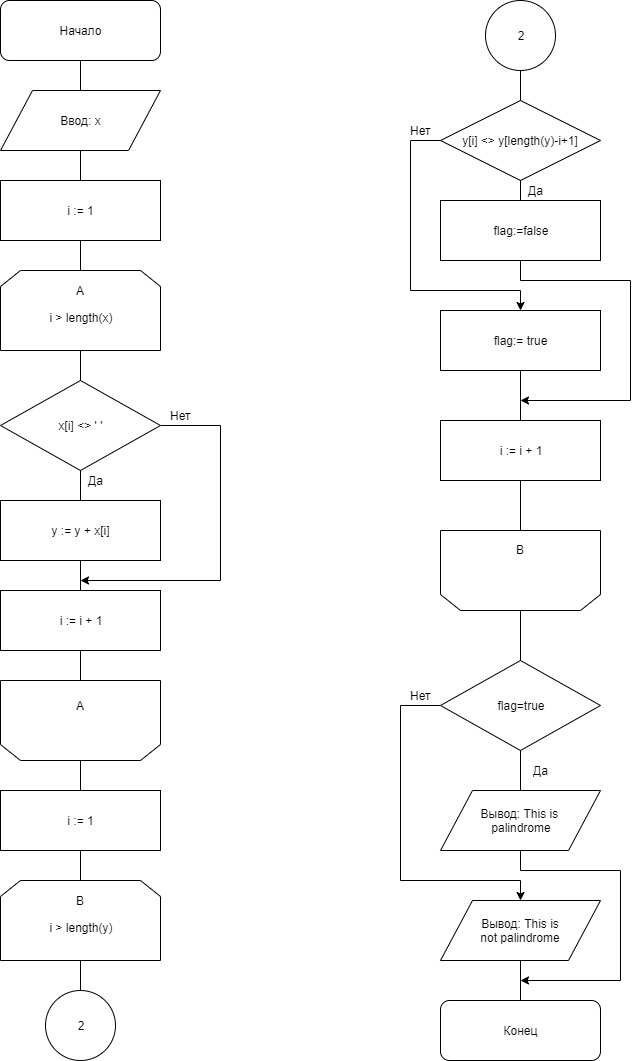 Начало
Ввод: x
i := 1
A
i > length(x)
x[i] <> ' '
Нет
Да
y := y + x[i]
i := i + 1
A
i := 1
B
i > length(y)
2
2
y[i] <> y[length(y)-i+1]
Нет
Да
flag:=false
flag:= true
i := i + 1
B
flag=true
Нет
Да
Вывод: This is
palindrome
Вывод: This is
not palindrome
Конец